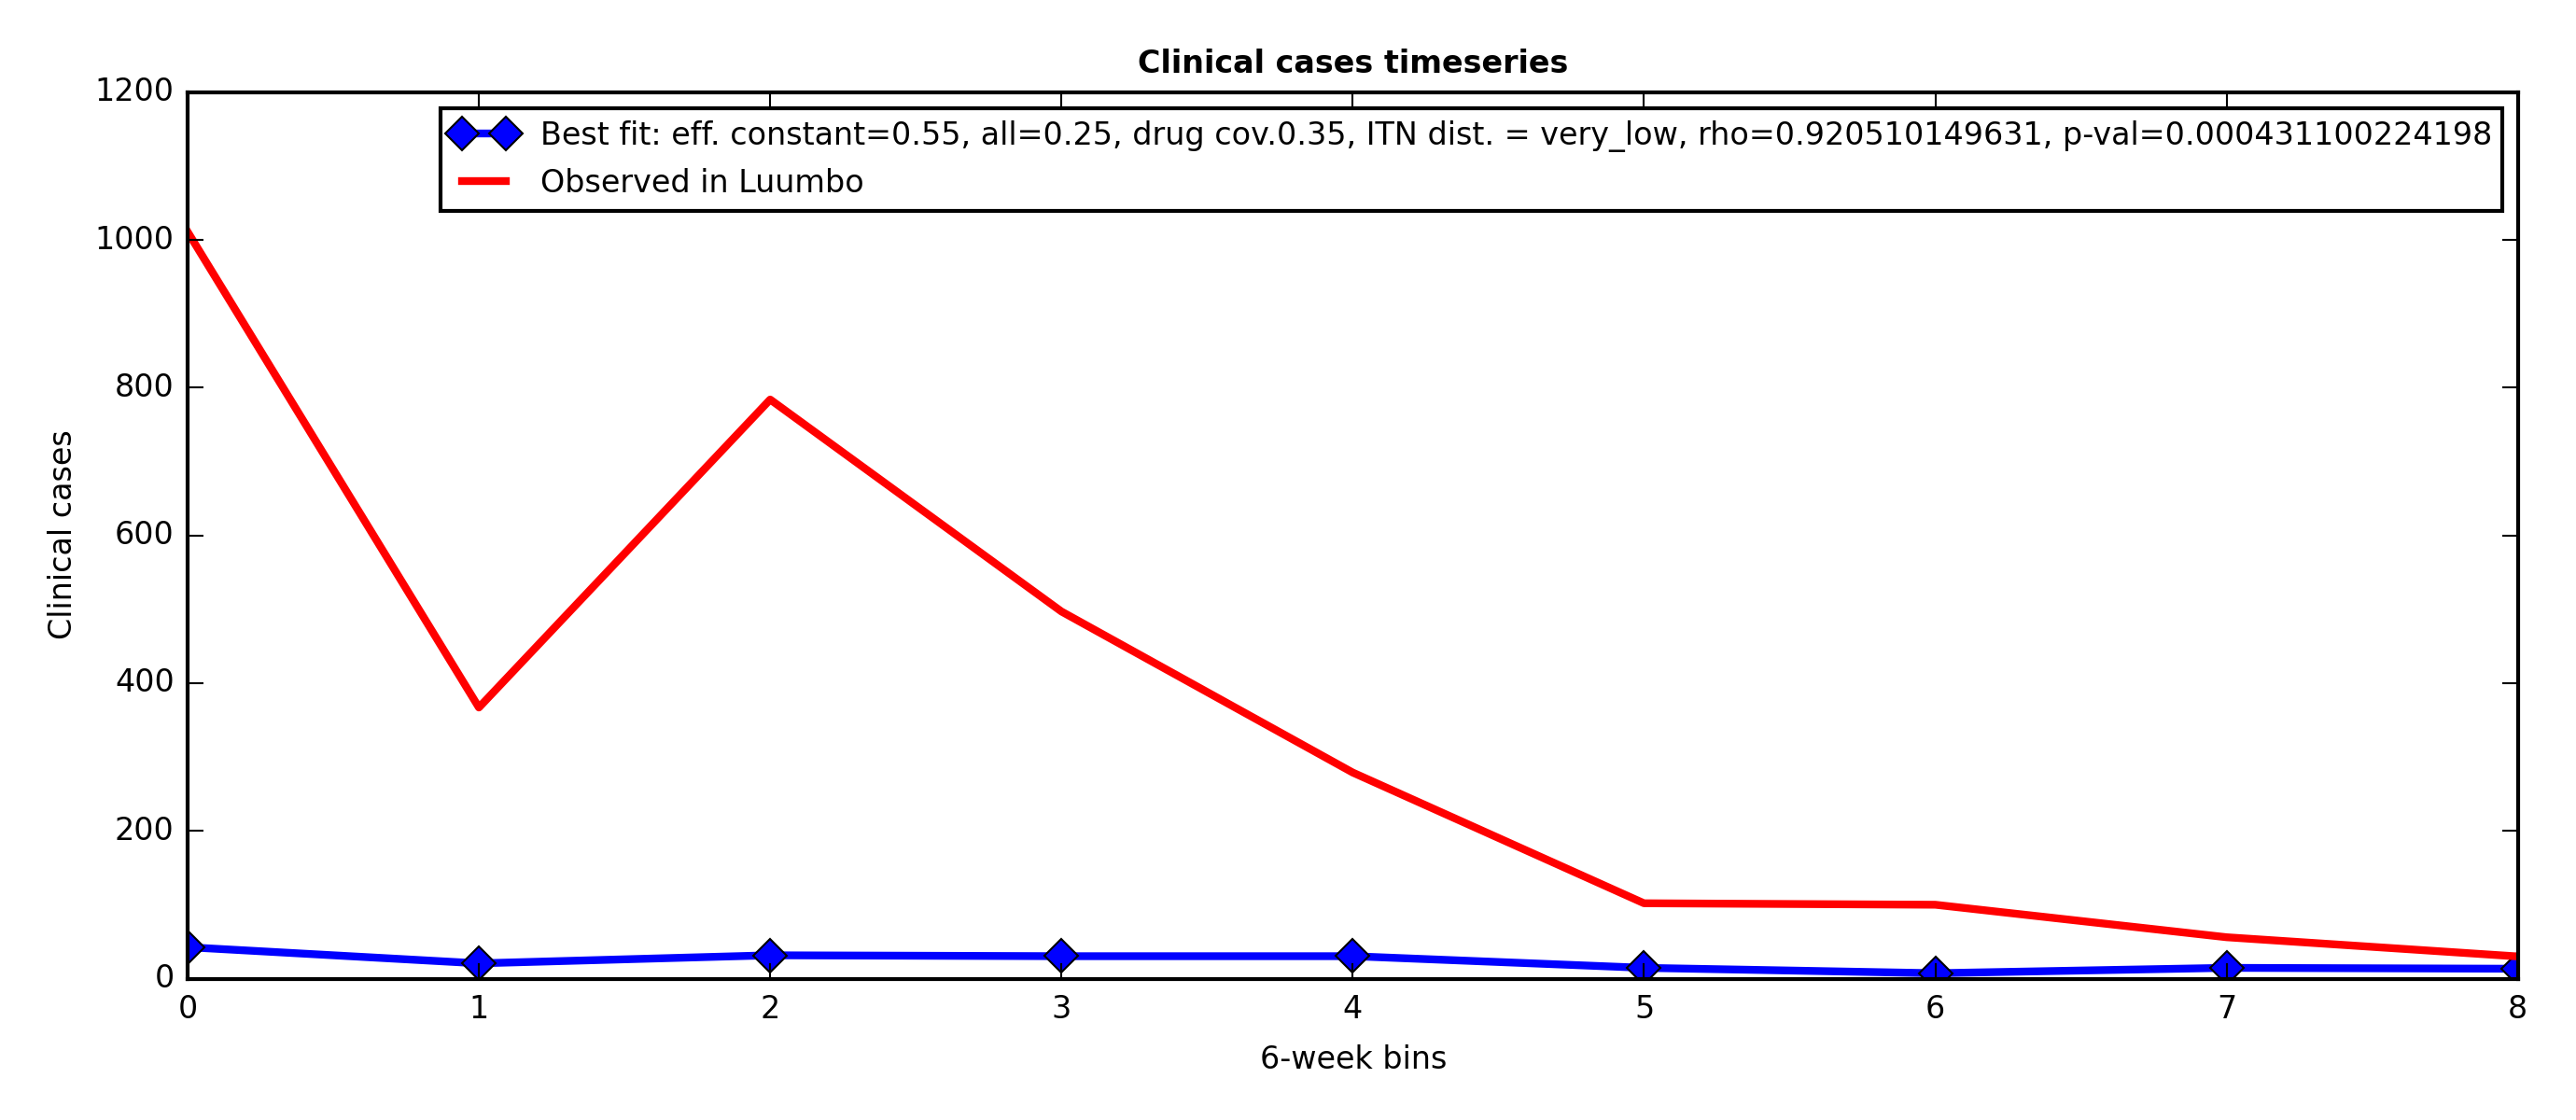 Clinical cases timeseries
Best fit: eff. constant=0.55, all=0.25, drug cov.0.35, ITN dist. = very_low, rho=0.920510149631, p-val=0.000431100224198
Observed in Luumbo
1200
1000
800
600
400
200
0
Clinical cases
0 1 2 3 4 5 6 7 8
6-week bins